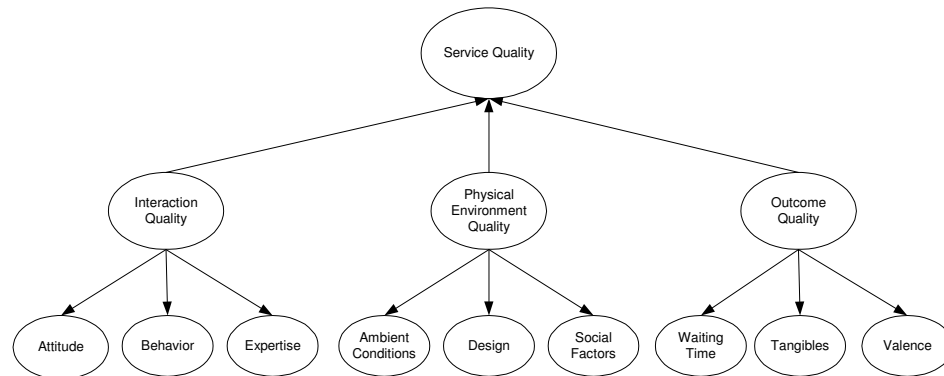 Service Quality
Interaction
Quality
Physical
Environment
Quality
Outcome
Quality
Attitude
Behavior
Expertise
Ambient
Conditions
Design
Social
Factors
Waiting
Time
Tangibles
Valence